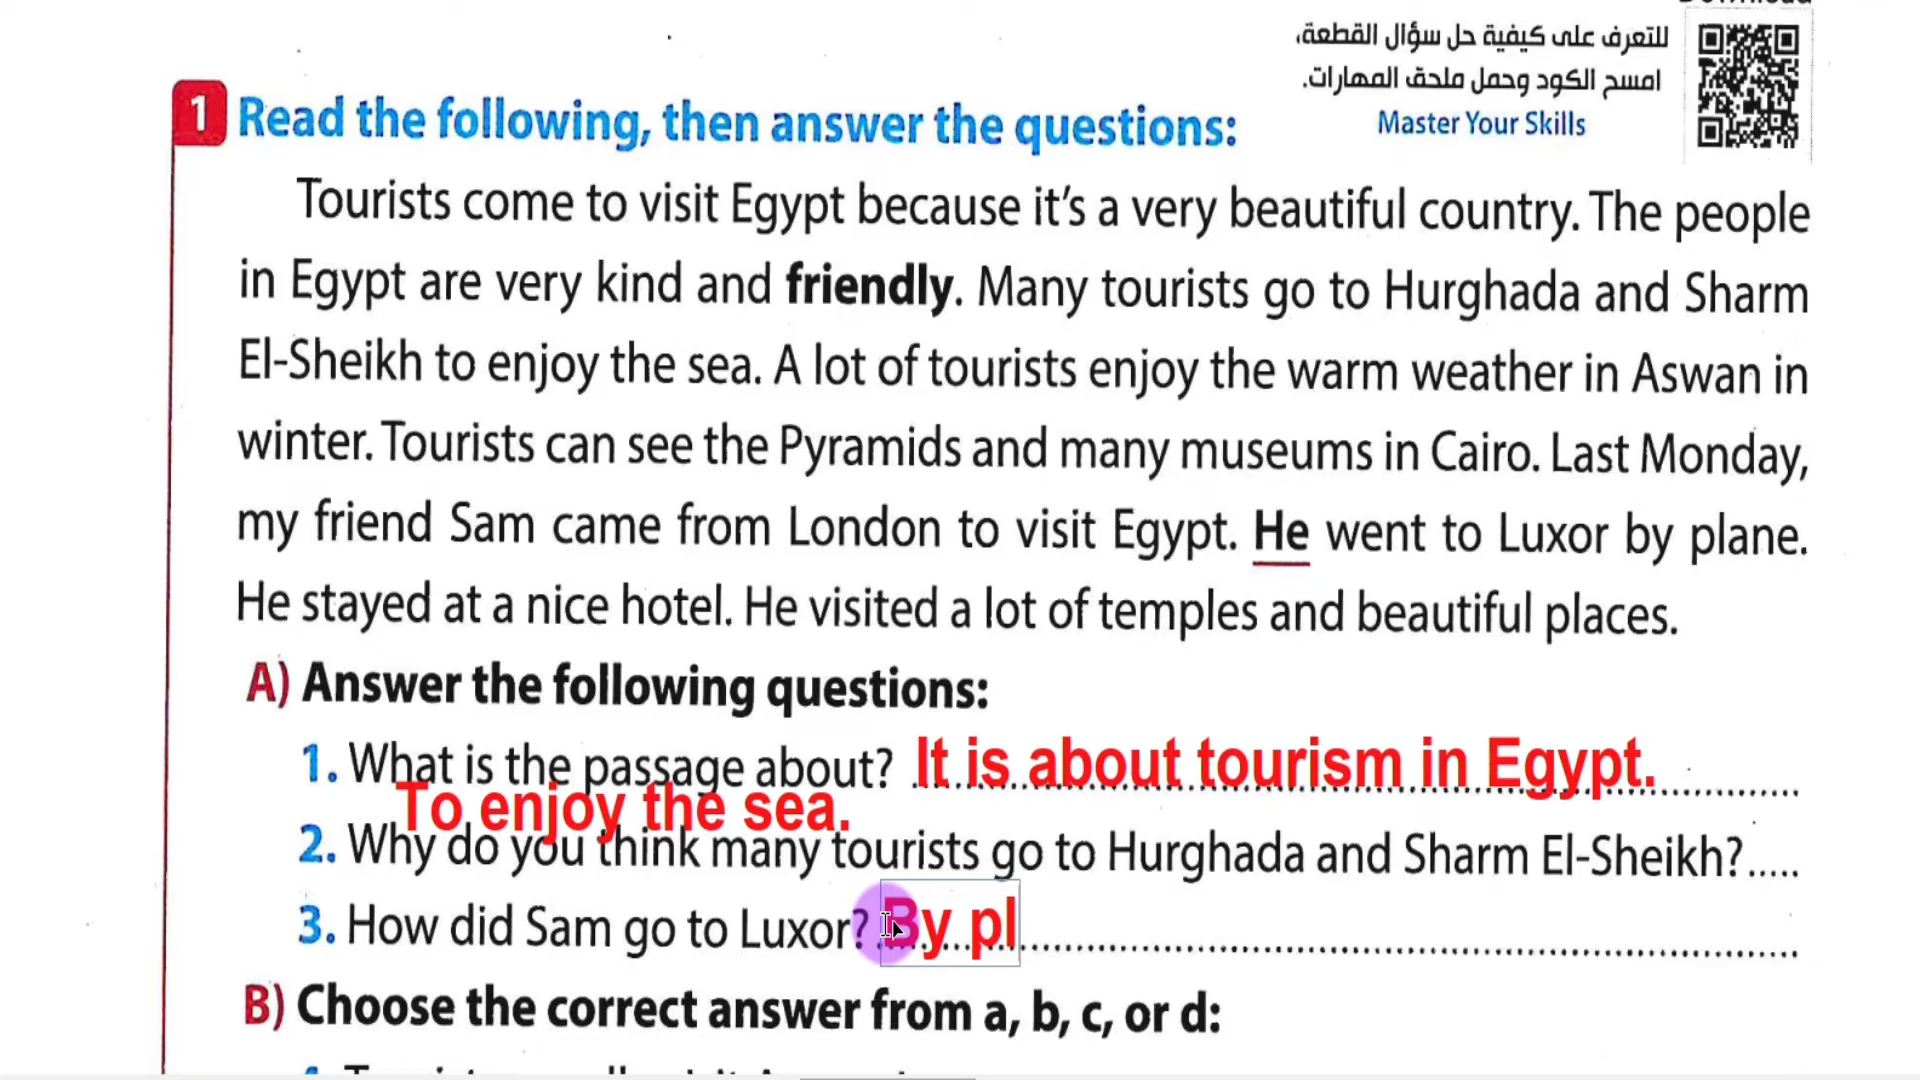 للتعرف على كيفية حل سؤال القطعة،
امسح الكود وحمل ملحق المهارات.
Master Your Skills
1 Read the following, then answer the questions:
Tourists come to visit Egypt because it's a very beautiful country. The people
in Egypt are very kind and friendly. Many tourists go to Hurghada and Sharm
El-Sheikh to enjoy the sea. A lot of tourists enjoy the warm weather in Aswan in
winter. Tourists can see the Pyramids and many museums in Cairo. Last Monday,
my friend Sam came from London to visit Egypt. He went to Luxor by plane.
He stayed at a nice hotel. He visited a lot of temples and beautiful places.
A) Answer the following questions:
1. What is the passage about? It is about tourism in Egypt.
To enjoy the sea.
2. Why do you think many tourists go to Hurghada and Sharm El-Sheikh?.....
3. How did Sam go to Luxor? By pl
B) Choose the correct answer from a, b, c, or d: